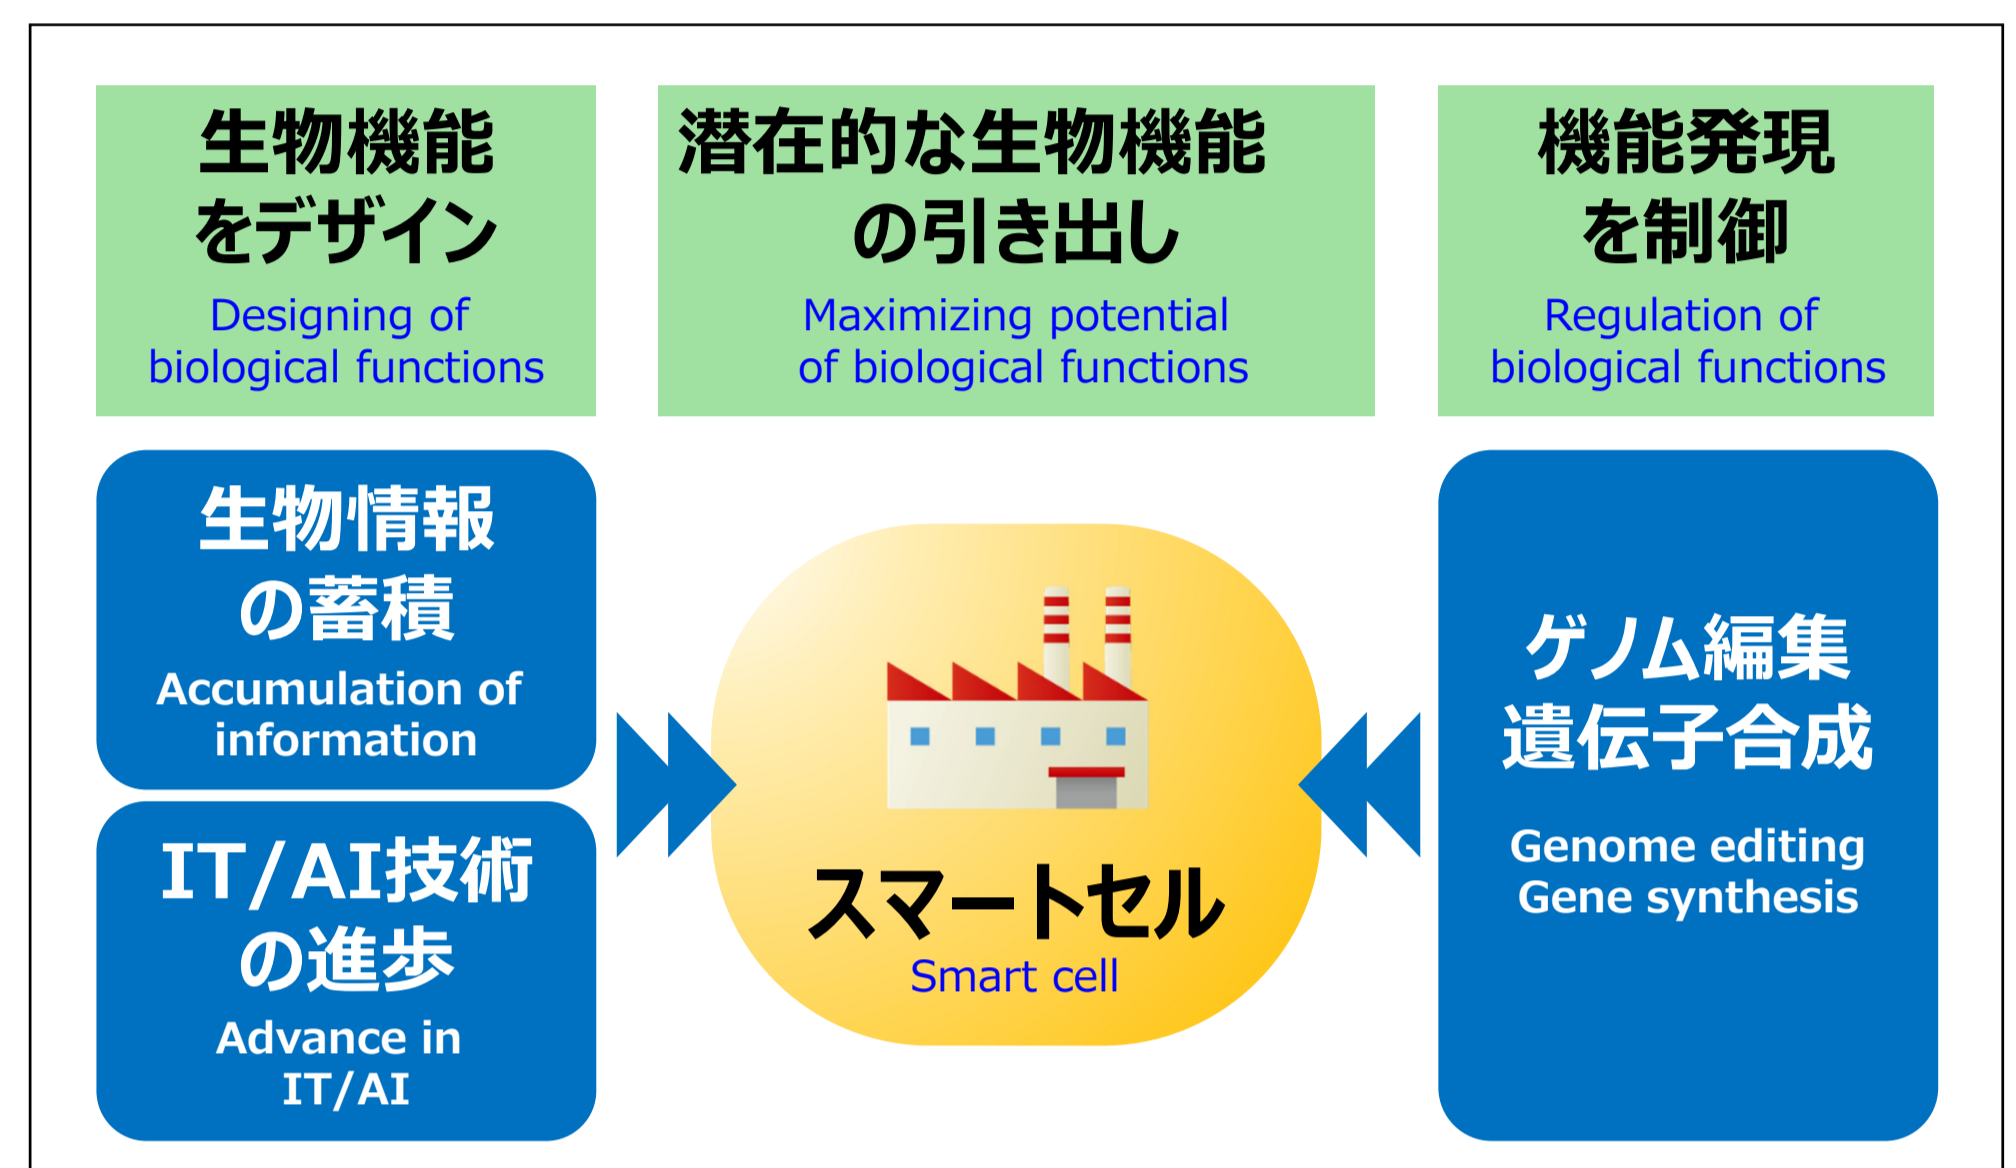 生物機能
をデザイン
Designing of
biological functions
潜在的な生物機能
の引き出し
Maximizing potential
of biological functions
機能発現
を制御
Regulation of
biological functions
生物情報
の蓄積
Accumulation of
information
IT/AI技術
の進歩
Advance in
IT/AI
スマートセル
Smart cell
ゲノム編集
遺伝子合成
Genome editing
Gene synthesis